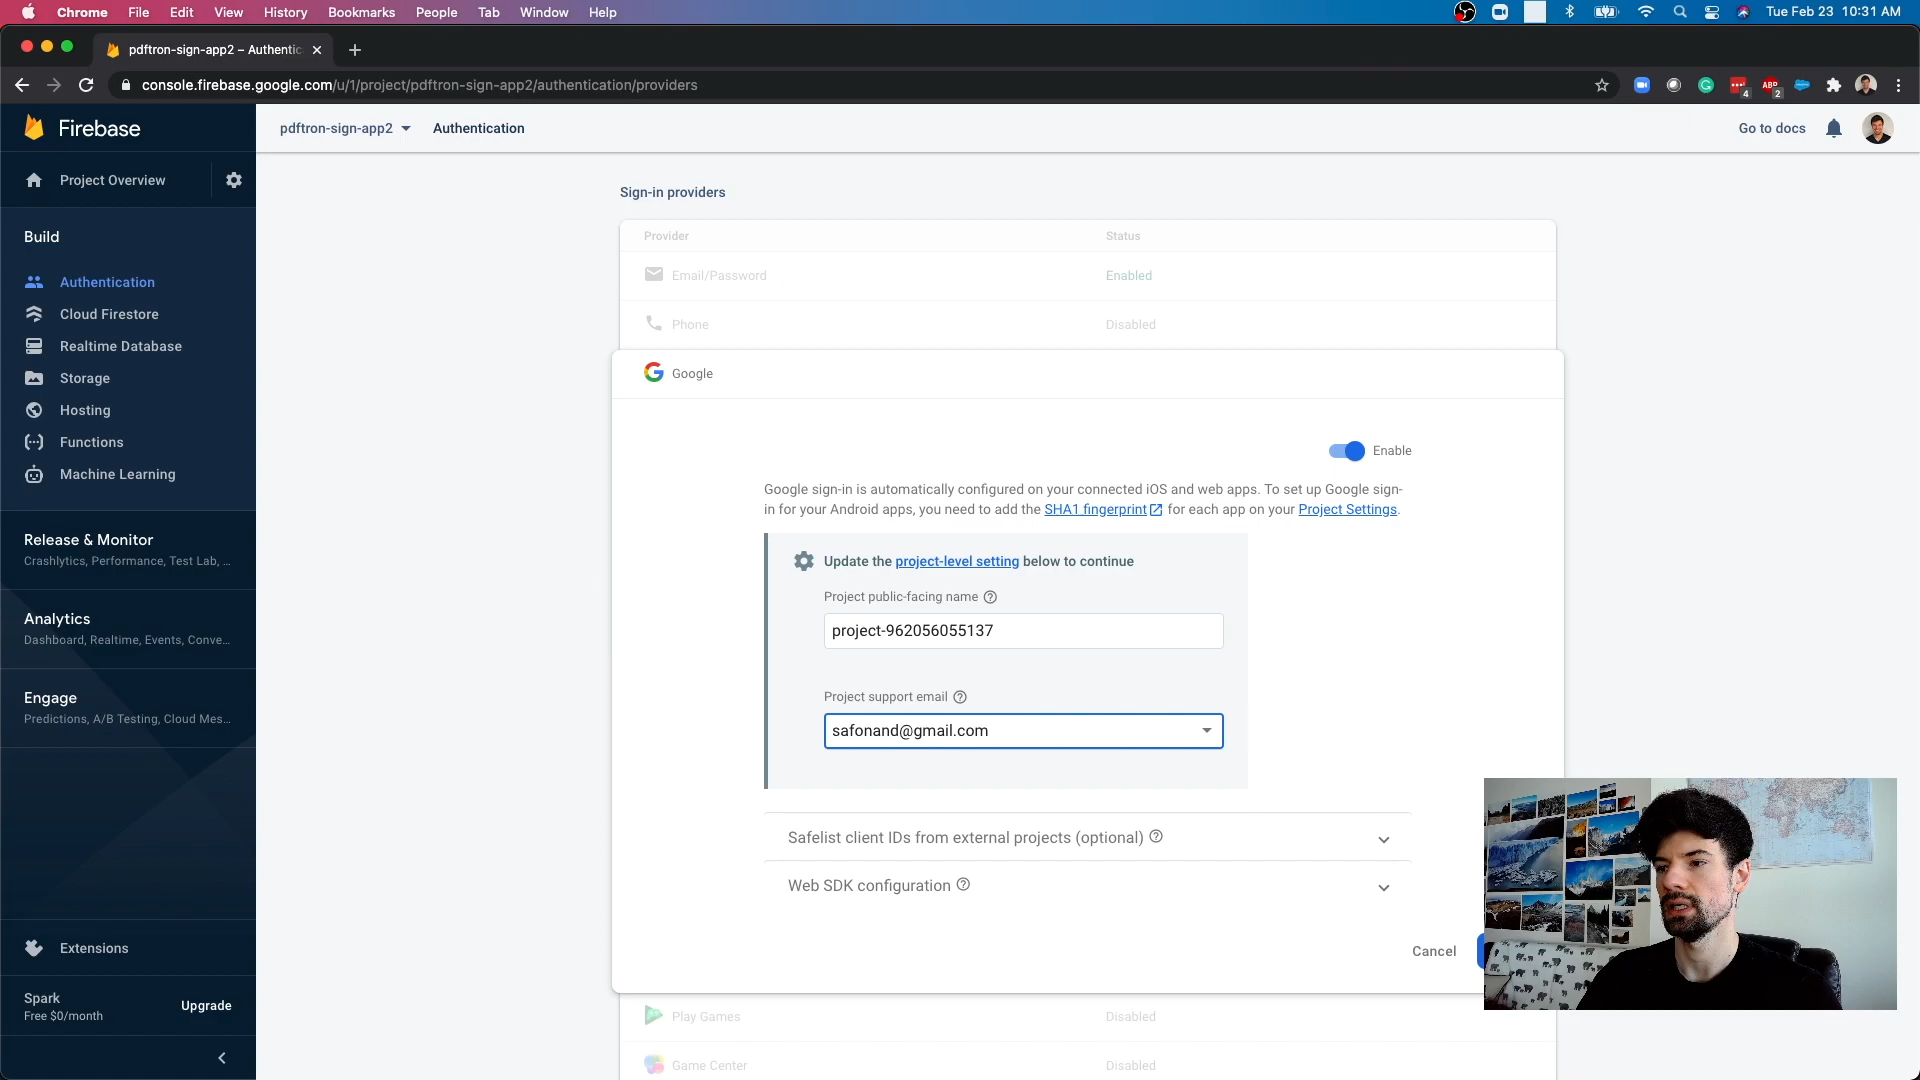 Chrome File Edit View History Bookmarks People Tab Window Help
Tue Feb 23 10:31 AM
pdftron-sign-app2 – Authentic
console.firebase.google.com/u/1/project/pdftron-sign-app2/authentication/providers
4
ABP
2
Firebase
pdftron-sign-app2
Authentication
Go to docs
Project Overview
Build
Authentication
Cloud Firestore
Realtime Database
Storage
Hosting
Functions
Machine Learning
Release & Monitor
Crashlytics, Performance, Test Lab, ...
Analytics
Dashboard, Realtime, Events, Conve...
Engage
Predictions, A/B Testing, Cloud Mes...
Extensions
Spark
Free $0/month
Upgrade
Sign-in providers
Provider Status
Email/Password Enabled
Phone Disabled
Google
Enable
Google sign-in is automatically configured on your connected iOS and web apps. To set up Google sign-
in for your Android apps, you need to add the SHA1 fingerprint for each app on your Project Settings.
Update the project-level setting below to continue
Project public-facing name
project-962056055137
Project support email
safonand@gmail.com
Safelist client IDs from external projects (optional)
Web SDK configuration
Cancel
Play Games Disabled
Game Center Disabled